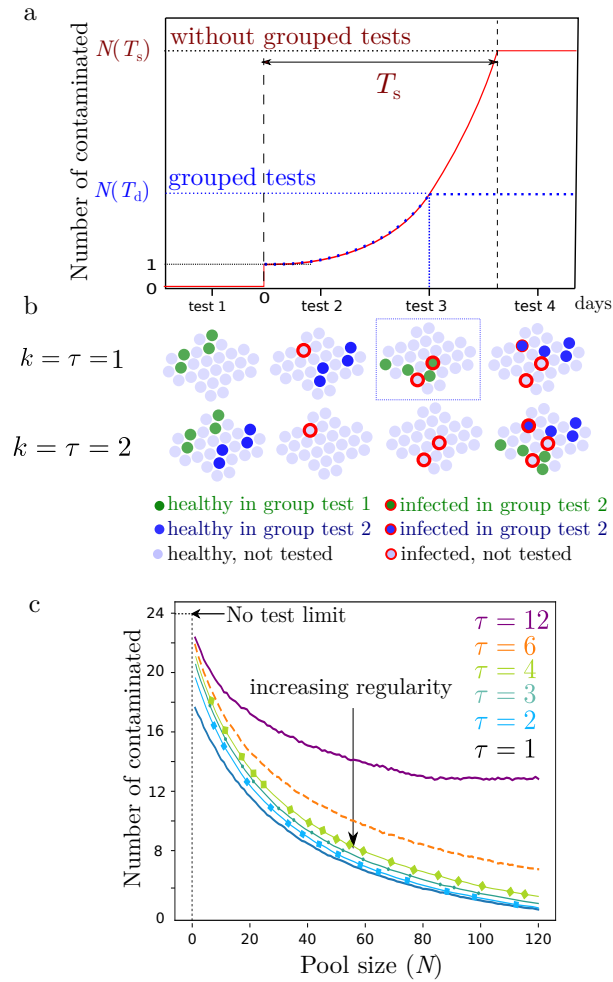 a
Number of contaminated
N(Ts)
without grouped tests
Ts
N(Td)
grouped tests
1
0
0
test 1
test 2
test 3
test 4
days
b
k = τ = 1
k = τ = 2
healthy in group test 1
infected in group test 2
healthy in group test 2
infected in group test 2
healthy, not tested
infected, not tested
c
Number of contaminated
24
20
16
12
8
0
No test limit
increasing regularity
τ = 12
τ = 6
τ = 4
τ = 3
τ = 2
τ = 1
0
20
40
60
80
100
120
Pool size (N)